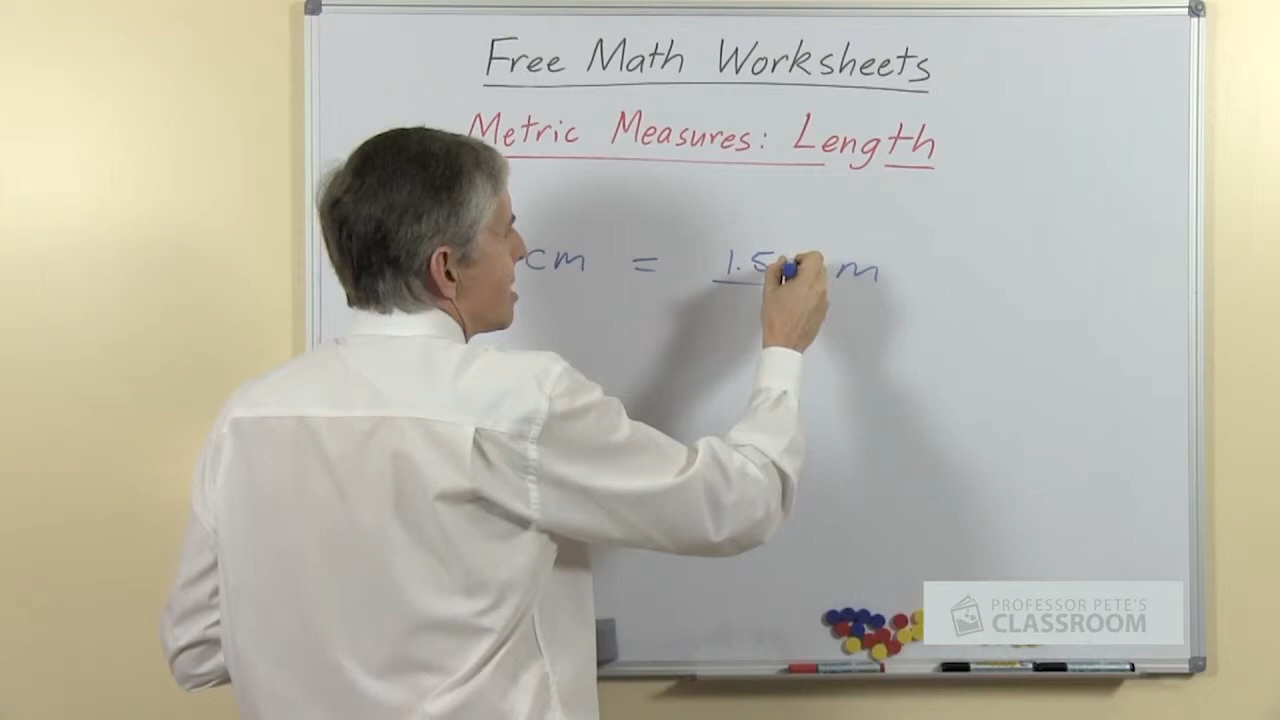 Free Math Worksheets
Metric Measures: Length
cm = 1.5 m
PROFESSOR PETE'S
CLASSROOM